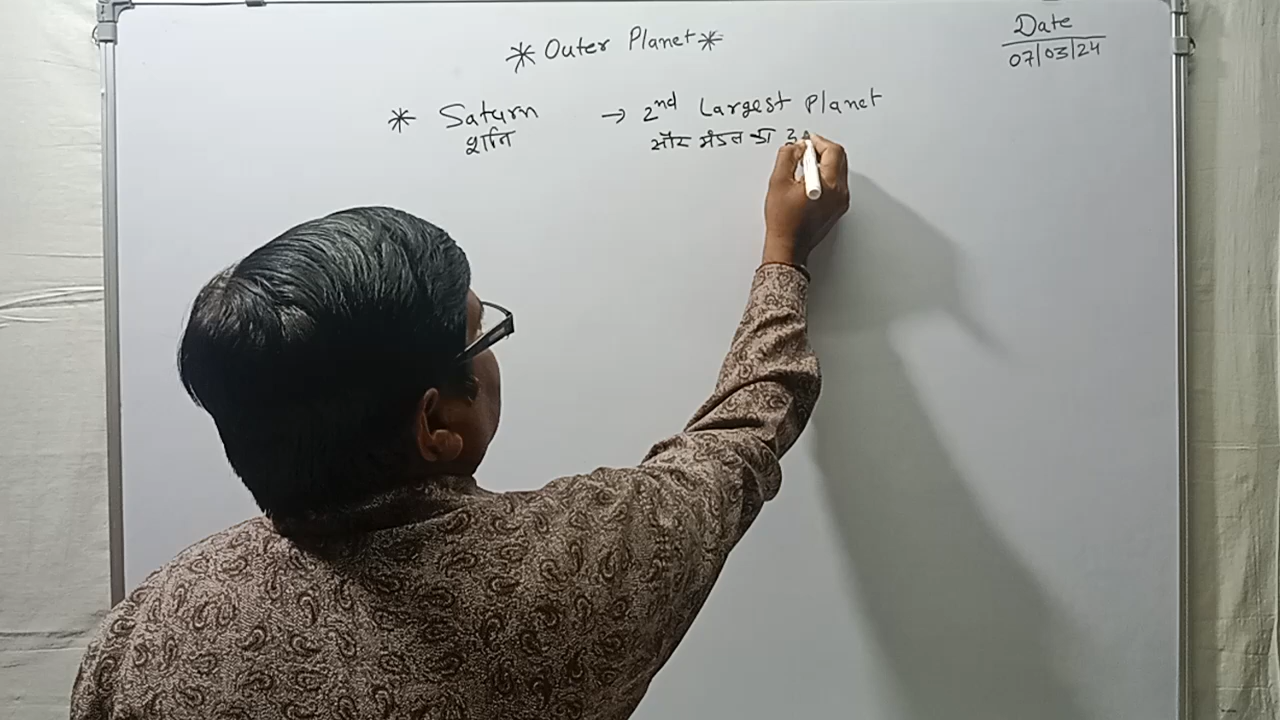 * Outer Planet *
Date
07/03/24
* Saturn → 2nd Largest Planet
शनि सौर मंडल का